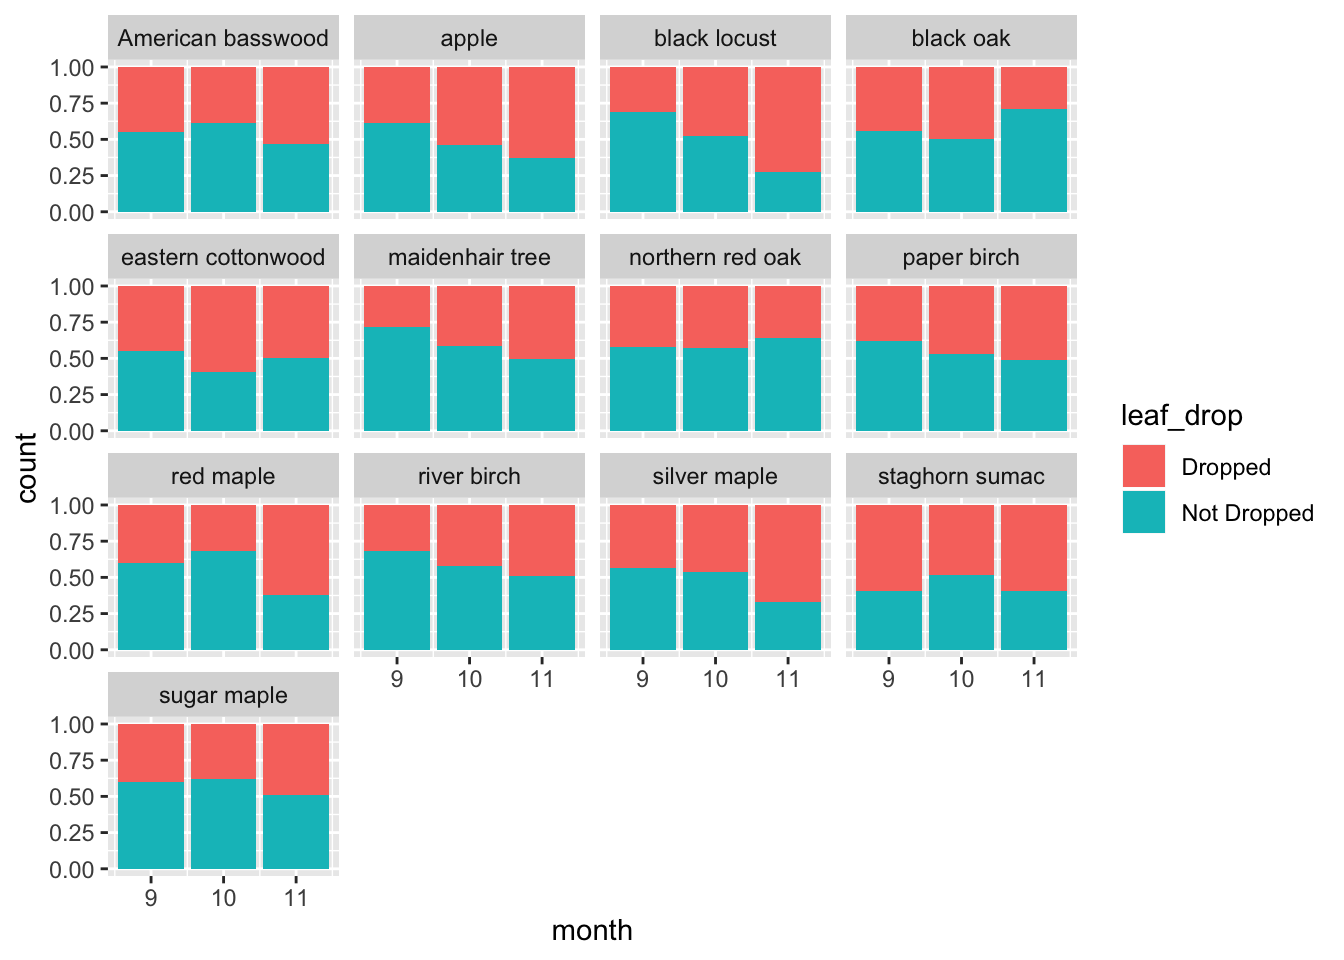 American basswood
apple
black locust
black oak
1.00
0.75
0.50
0.25
0.00
eastern cottonwood
maidenhair tree
northern red oak
paper birch
1.00
0.75
0.50
0.25
0.00
red maple
river birch
silver maple
staghorn sumac
1.00
0.75
0.50
0.25
0.00
9 10 11
9 10 11
9 10 11
sugar maple
1.00
0.75
0.50
0.25
0.00
9 10 11
month
count
leaf_drop
Dropped
Not Dropped